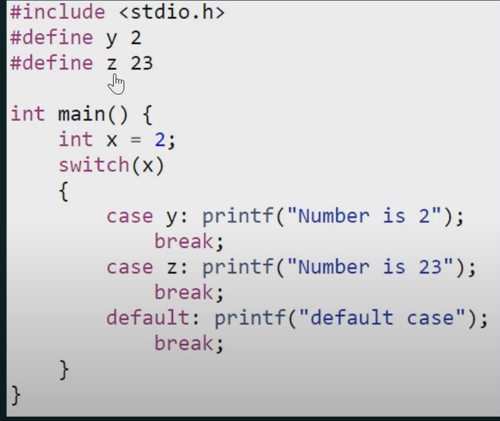 #include <stdio.h>
#define y 2
#define z 23
int main() {
    int x = 2;
    switch(x)
    {
        case y: printf("Number is 2");
            break;
        case z: printf("Number is 23");
            break;
        default: printf("default case");
            break;
    }
}